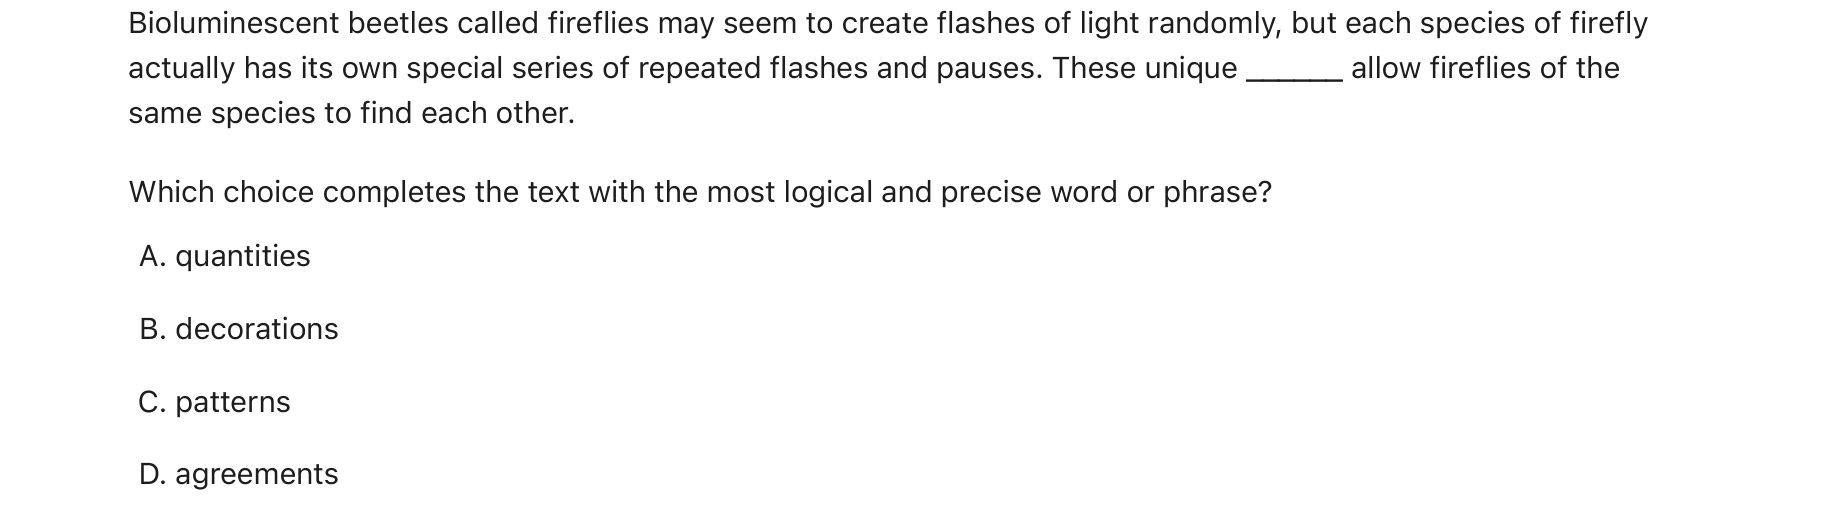 Bioluminescent beetles called fireflies may seem to create flashes of light randomly, but each species of firefly
actually has its own special series of repeated flashes and pauses. These unique ______ allow fireflies of the
same species to find each other.
Which choice completes the text with the most logical and precise word or phrase?
A. quantities
B. decorations
C. patterns
D. agreements